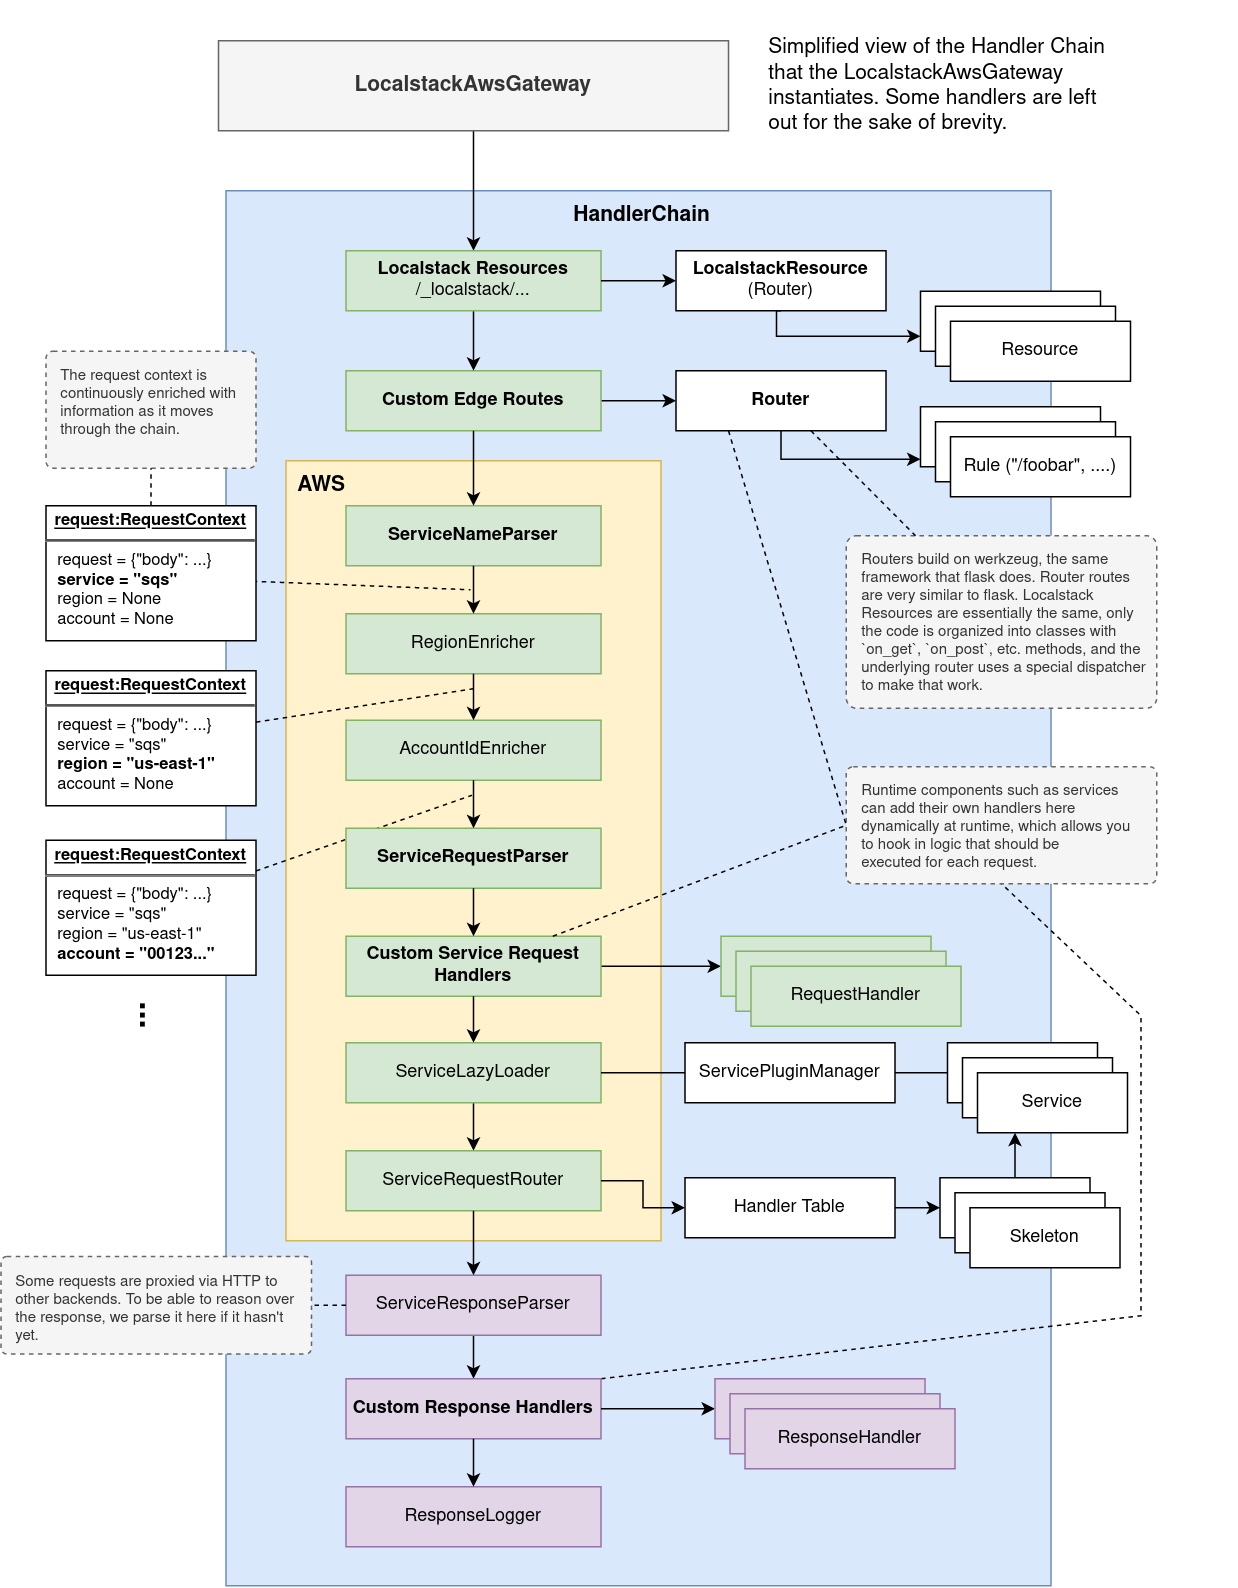 LocalstackAwsGateway
Simplified view of the Handler Chain
that the LocalstackAwsGateway
instantiates. Some handlers are left
out for the sake of brevity.
HandlerChain
Localstack Resources
/_localstack/...
LocalstackResource
(Router)
Resource
The request context is
continuously enriched with
information as it moves
through the chain.
Custom Edge Routes
Router
Rule ("/foobar", ....)
AWS
request:RequestContext
request = {"body": ...}
service = "sqs"
region = None
account = None
ServiceNameParser
Routers build on werkzeug, the same
framework that flask does. Router routes
are very similar to flask. Localstack
Resources are essentially the same, only
the code is organized into classes with
`on_get`, `on_post`, etc. methods, and the
underlying router uses a special dispatcher
to make that work.
RegionEnricher
request:RequestContext
request = {"body": ...}
service = "sqs"
region = "us-east-1"
account = None
AccountIdEnricher
Runtime components such as services
can add their own handlers here
dynamically at runtime, which allows you
to hook in logic that should be
executed for each request.
request:RequestContext
request = {"body": ...}
service = "sqs"
region = "us-east-1"
account = "00123..."
...
ServiceRequestParser
Custom Service Request
Handlers
RequestHandler
ServiceLazyLoader
ServicePluginManager
Service
ServiceRequestRouter
Handler Table
Skeleton
Some requests are proxied via HTTP to
other backends. To be able to reason over
the response, we parse it here if it hasn't
yet.
ServiceResponseParser
Custom Response Handlers
ResponseHandler
ResponseLogger